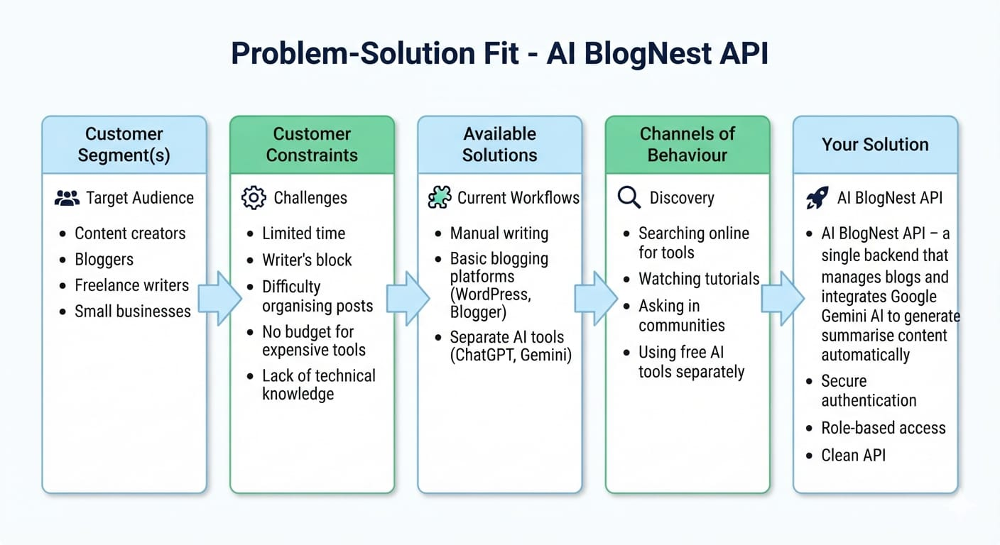 Problem-Solution Fit - AI BlogNest API
Customer
Segment(s)
Target Audience
• Content creators
• Bloggers
• Freelance writers
• Small businesses
Customer
Constraints
Challenges
• Limited time
• Writer's block
• Difficulty
organising posts
• No budget for
expensive tools
• Lack of technical
knowledge
Available
Solutions
Current Workflows
• Manual writing
• Basic blogging
platforms
(WordPress,
Blogger)
• Separate AI tools
(ChatGPT, Gemini)
Channels of
Behaviour
Discovery
• Searching online
for tools
• Watching tutorials
• Asking in
communities
• Using free AI
tools separately
Your Solution
AI BlogNest API
• AI BlogNest API – a
single backend that
manages blogs and
integrates Google
Gemini AI to generate
summarise content
automatically
• Secure
authentication
• Role-based access
• Clean API